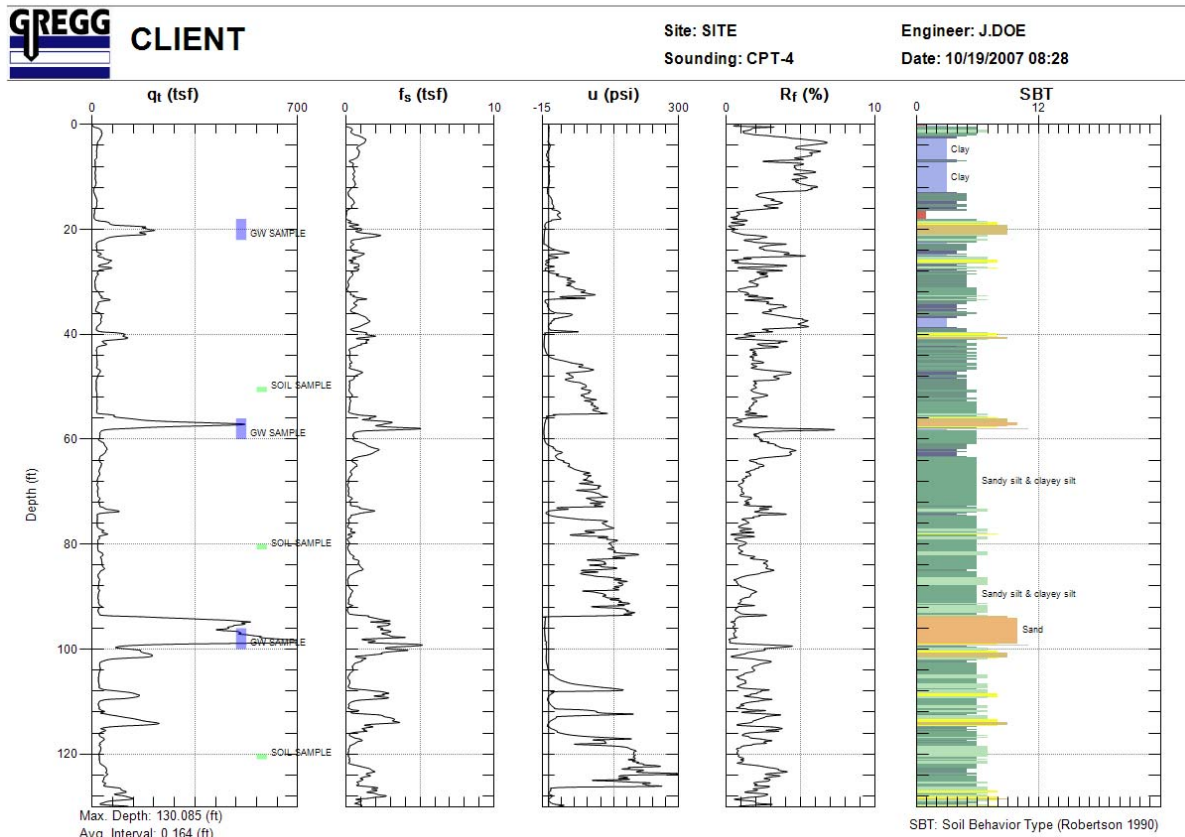 GREGG
CLIENT
Site: SITE
Engineer: J.DOE
Sounding: CPT-4
Date: 10/19/2007 08:28
qt (tsf)
fs (tsf)
u (psi)
Rf (%)
SBT
0 700
0 10
-15 300
0 10
0 12
0
20
40
60
80
100
120
Depth (ft)
GW SAMPLE
SOIL SAMPLE
GW SAMPLE
SOIL SAMPLE
GW SAMPLE
SOIL SAMPLE
Clay
Clay
Sandy silt & clayey silt
Sandy silt & clayey silt
Sand
Max. Depth: 130.085 (ft)
Avg. Interval: 0.164 (ft)
SBT: Soil Behavior Type (Robertson 1990)